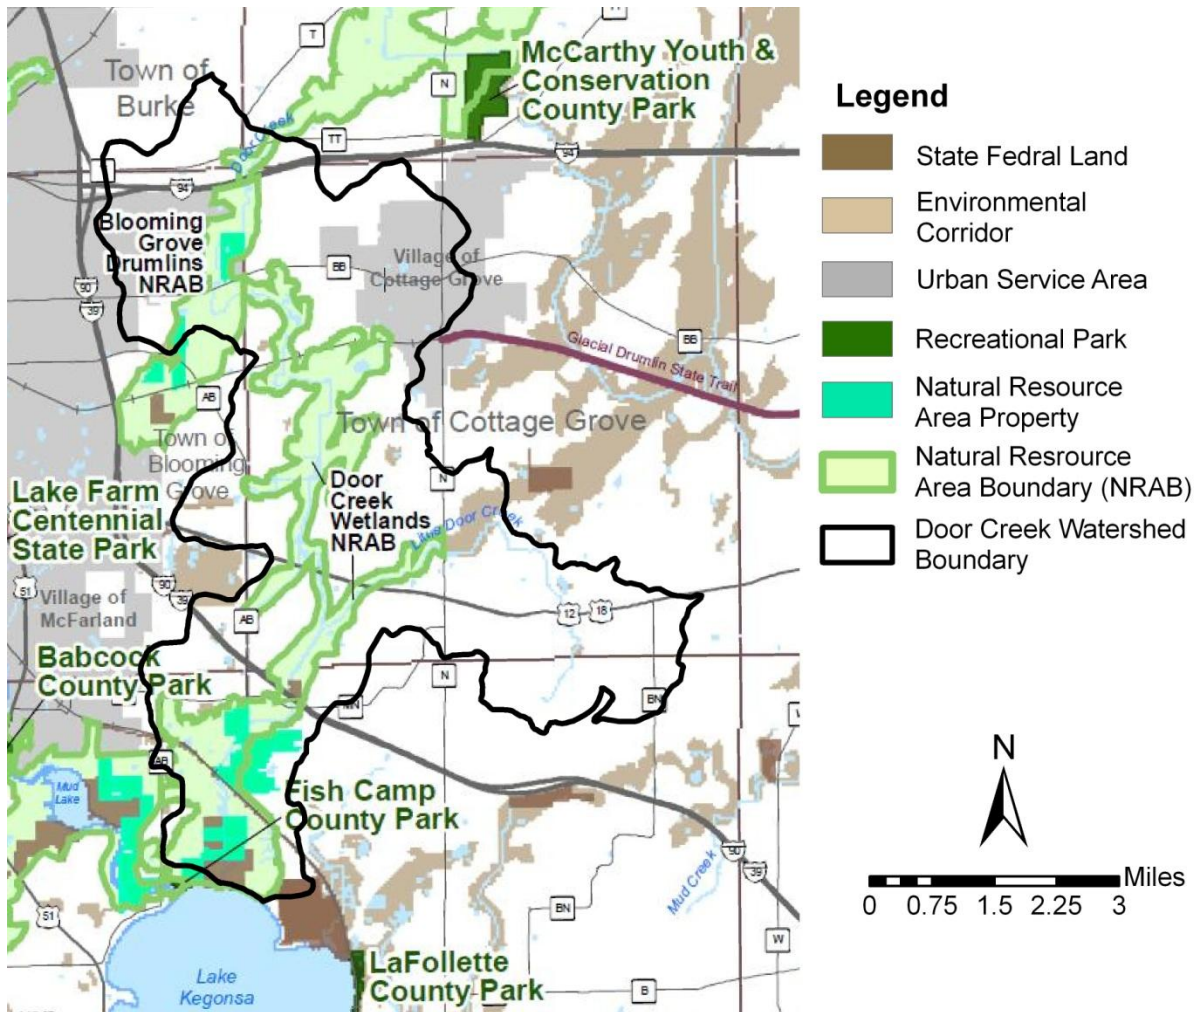 T
Town of
Burke
N
McCarthy Youth &
Conservation
County Park
Door Creek
TT
94
94
Blooming
Grove
Drumlins
NRAB
BB
Village of
Cottage Grove
90
39
Glacial Drumlin State Trail
BB
AB
Town of Cottage Grove
Town of
Blooming
Grove
Lake Farm
Centennial
State Park
Door
Creek
Wetlands
NRAB
N
Little Door Creek
51
90
39
Village of
McFarland
AB
12
18
Babcock
County Park
N
MN
BN
AB
Mud
Lake
Fish Camp
County Park
90
39
Mud Creek
51
BN
W
Lake
Kegonsa
LaFollette
County Park
B
Legend
State Fedral Land
Environmental
Corridor
Urban Service Area
Recreational Park
Natural Resource
Area Property
Natural Resrource
Area Boundary (NRAB)
Door Creek Watershed
Boundary
N
Miles
0 0.75 1.5 2.25 3